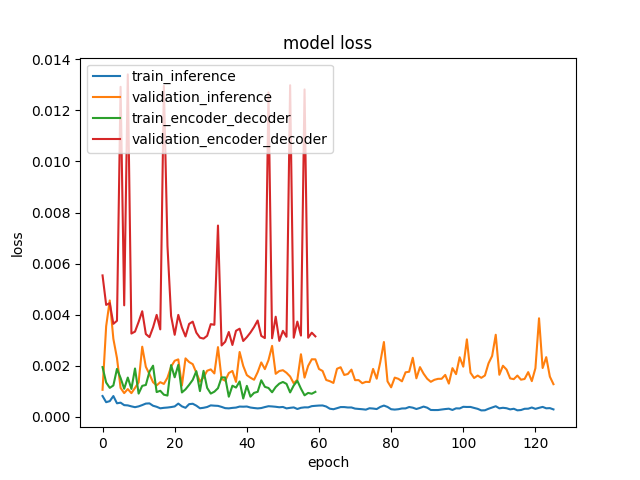 model loss
0.014
0.012
0.010
0.008
0.006
0.004
0.002
0.000
loss
train_inference
validation_inference
train_encoder_decoder
validation_encoder_decoder
0 20 40 60 80 100 120
epoch